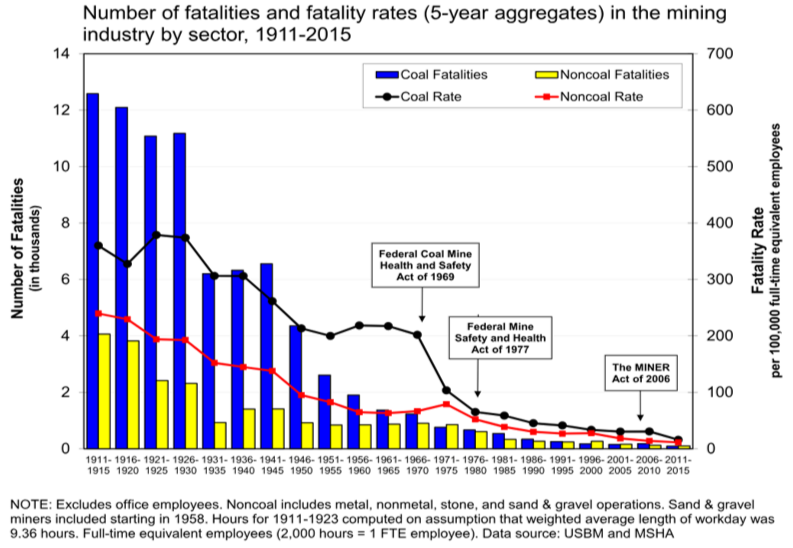 Number of fatalities and fatality rates (5-year aggregates) in the mining
industry by sector, 1911-2015
14
700
Coal Fatalities
Noncoal Fatalities
Coal Rate
Noncoal Rate
12
600
10
500
8
400
6
300
4
200
2
100
0
0
Number of Fatalities
(in thousands)
Fatality Rate
per 100,000 full-time equivalent employees
Federal Coal Mine
Health and Safety
Act of 1969
Federal Mine
Safety and Health
Act of 1977
The MINER
Act of 2006
1911- 1916- 1921- 1926- 1931- 1936- 1941- 1946- 1951- 1956- 1961- 1966- 1971- 1976- 1981- 1986- 1991- 1996- 2001- 2006- 2011-
1915 1920 1925 1930 1935 1940 1945 1950 1955 1960 1965 1970 1975 1980 1985 1990 1995 2000 2005 2010 2015
NOTE: Excludes office employees. Noncoal includes metal, nonmetal, stone, and sand & gravel operations. Sand & gravel
miners included starting in 1958. Hours for 1911-1923 computed on assumption that weighted average length of workday was
9.36 hours. Full-time equivalent employees (2,000 hours = 1 FTE employee). Data source: USBM and MSHA